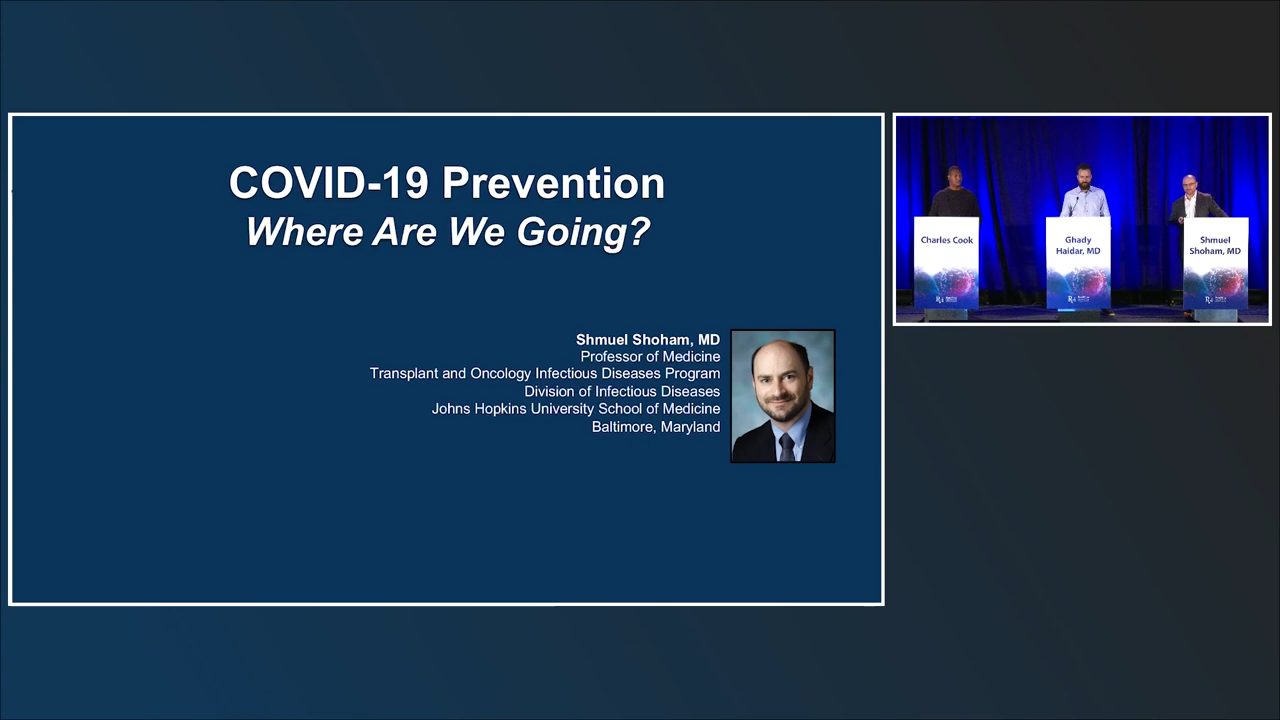 COVID-19 Prevention
Where Are We Going?
Shmuel Shoham, MD
Professor of Medicine
Transplant and Oncology Infectious Diseases Program
Division of Infectious Diseases
Johns Hopkins University School of Medicine
Baltimore, Maryland
Charles Cook
Ghady
Haidar, MD
Shmuel
Shoham, MD